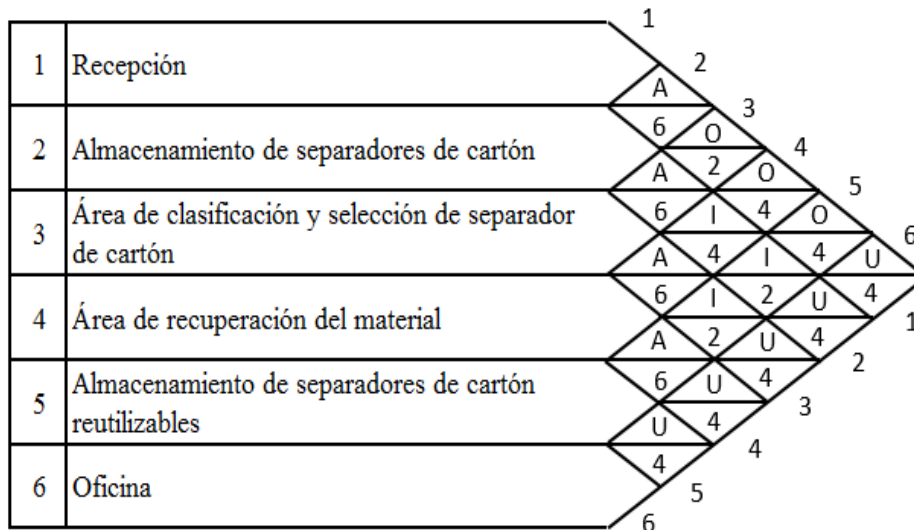 1
2
1 Recepción
A
3
6 O
4
2 Almacenamiento de separadores de cartón
A 2 O
5
6 I 4 O
3 Área de clasificación y selección de separador
de cartón
6
A 4 I 4 U
6 I 2 U 4
4 Área de recuperación del material
1
A 2 U 4
2
6 U 4
3
5 Almacenamiento de separadores de cartón
reutilizables
U 4
4
4
6 Oficina
5
6